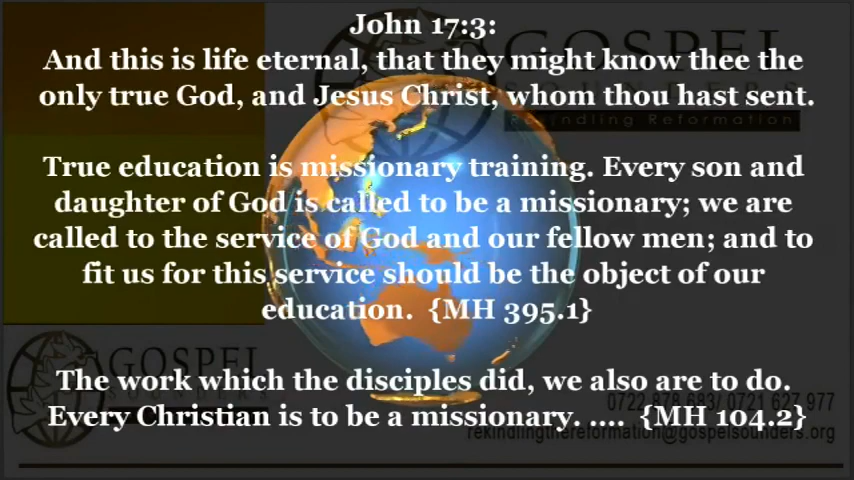 John 17:3:
And this is life eternal, that they might know thee the
only true God, and Jesus Christ, whom thou hast sent.
True education is missionary training. Every son and
daughter of God is called to be a missionary; we are
called to the service of God and our fellow men; and to
fit us for this service should be the object of our
education. {MH 395.1}
The work which the disciples did, we also are to do.
Every Christian is to be a missionary. .... {MH 104.2}
GOSPEL
SOUNDERS
Rekindling Reformation
GOSPEL
SOUNDERS
0722 878 683/ 0721 627 977
rekindlingthereformation@gospelsounders.org